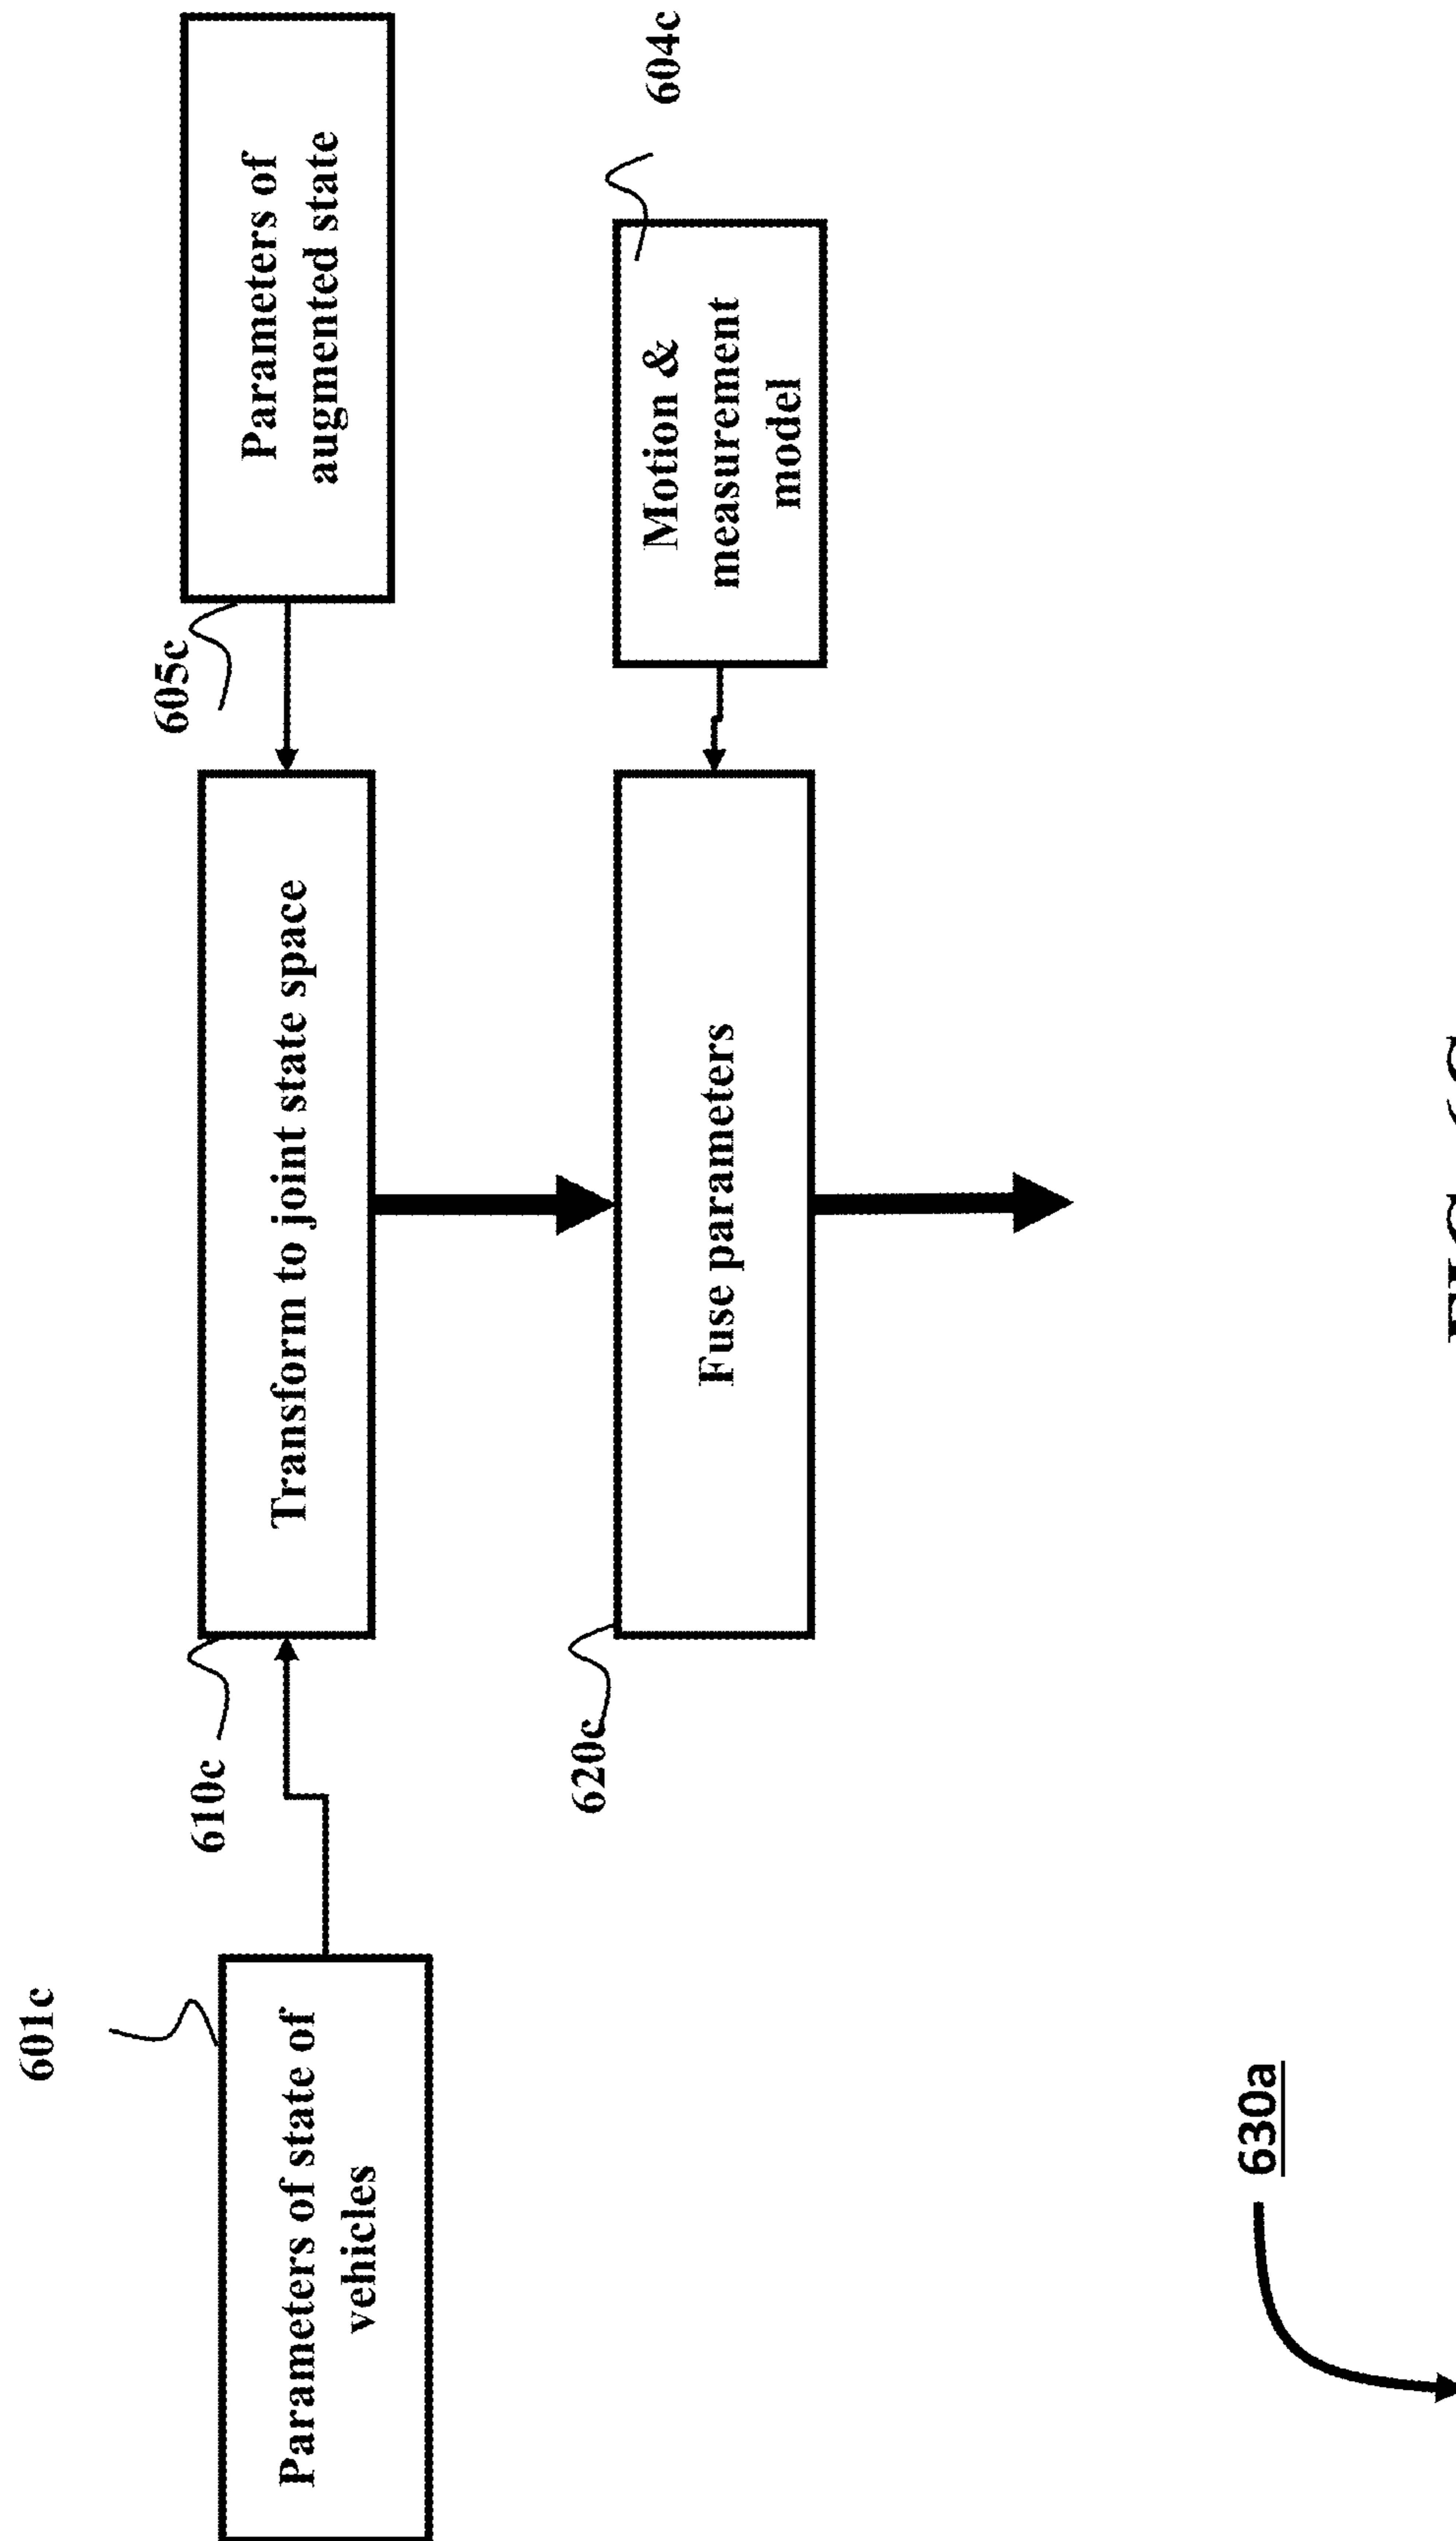 601c
Parameters of state of
vehicles
610c
Transform to joint state space
605c
Parameters of
augmented state
620c
Fuse parameters
604c
Motion &
measurement
model
630a